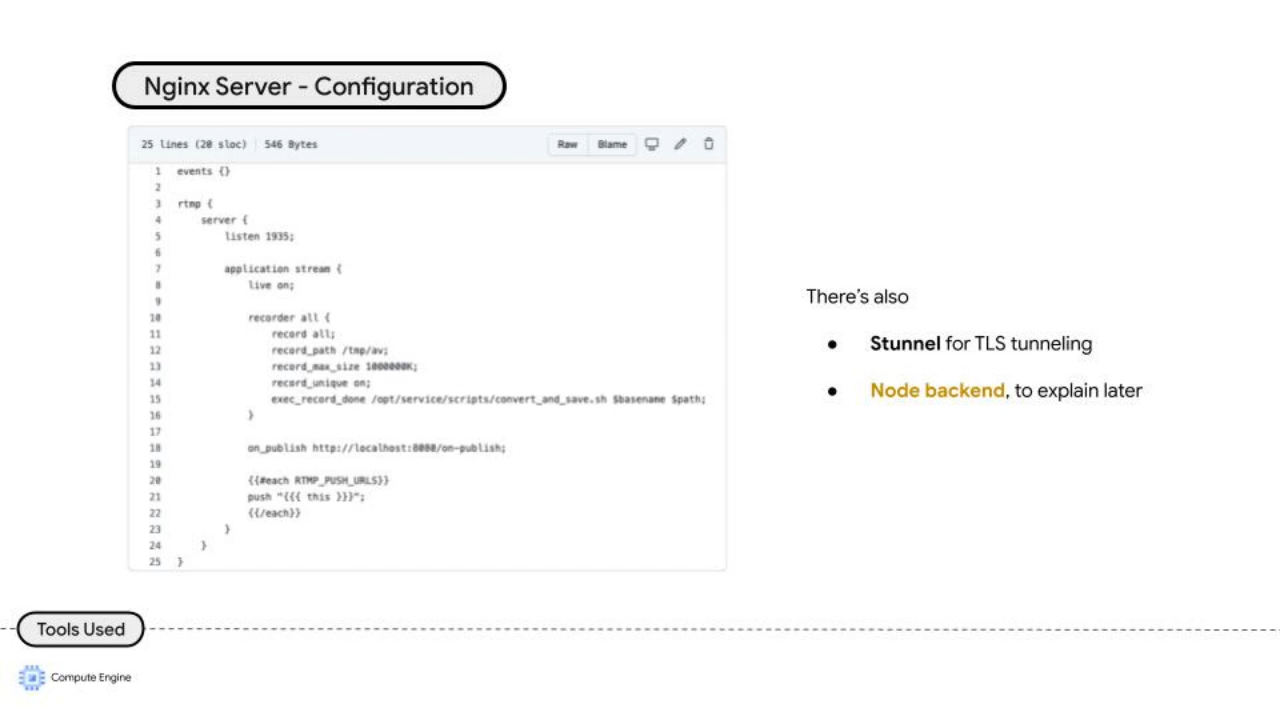 Nginx Server - Configuration
25 lines (20 sloc) 546 Bytes Raw Blame
1 events {}
2
3 rtmp {
4 server {
5 listen 1935;
6
7 application stream {
8 live on;
9
10 recorder all {
11 record all;
12 record_path /tmp/av;
13 record_max_size 1000000K;
14 record_unique on;
15 exec_record_done /opt/service/scripts/convert_and_save.sh $basename $path;
16 }
17
18 on_publish http://localhost:8080/on-publish;
19
20 {{#each RTMP_PUSH_URLS}}
21 push "{{{ this }}}";
22 {{/each}}
23 }
24 }
25 }
There’s also
● Stunnel for TLS tunneling
● Node backend, to explain later
Tools Used
Compute Engine